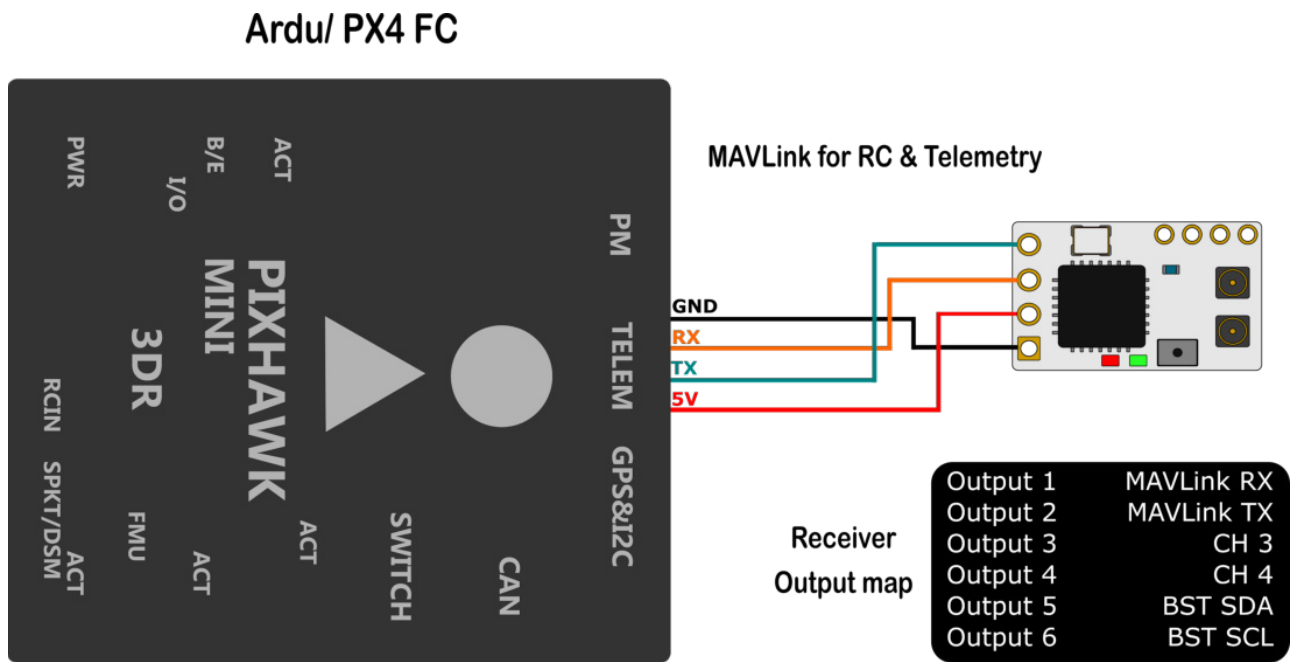 Ardu/ PX4 FC
PWR
I/O
B/E
ACT
PM
MAVLink for RC & Telemetry
PIXHAWK
MINI
3DR
TELEM
GND
RX
TX
5V
RCIN
SPKT/DSM
ACT
FMU
ACT
ACT
SWITCH
CAN
GPS&I2C
Receiver
Output map
Output 1 MAVLink RX
Output 2 MAVLink TX
Output 3 CH 3
Output 4 CH 4
Output 5 BST SDA
Output 6 BST SCL